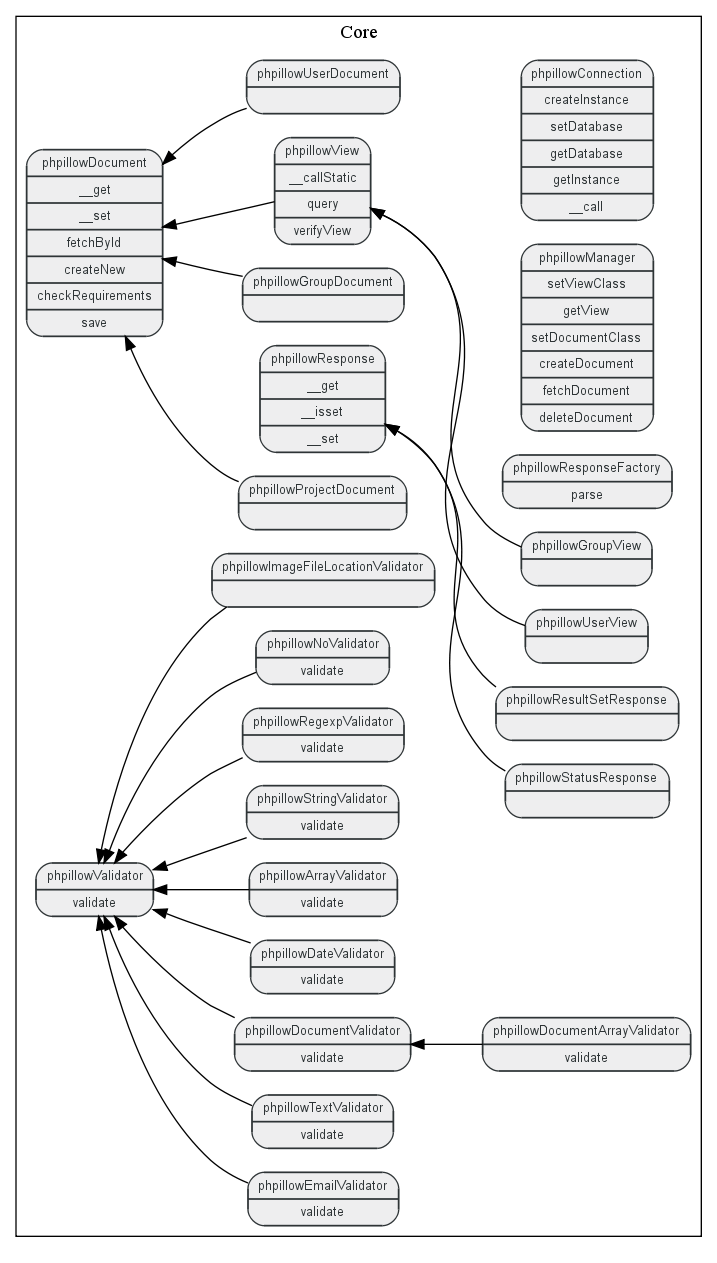 Core
phpillowUserDocument
phpillowDocument
__get
__set
fetchById
createNew
checkRequirements
save
phpillowView
__callStatic
query
verifyView
phpillowGroupDocument
phpillowResponse
__get
__isset
__set
phpillowProjectDocument
phpillowConnection
createInstance
setDatabase
getDatabase
getInstance
__call
phpillowManager
setViewClass
getView
setDocumentClass
createDocument
fetchDocument
deleteDocument
phpillowResponseFactory
parse
phpillowGroupView
phpillowUserView
phpillowResultSetResponse
phpillowStatusResponse
phpillowImageFileLocationValidator
phpillowNoValidator
validate
phpillowRegexpValidator
validate
phpillowStringValidator
validate
phpillowValidator
validate
phpillowArrayValidator
validate
phpillowDateValidator
validate
phpillowDocumentValidator
validate
phpillowDocumentArrayValidator
validate
phpillowTextValidator
validate
phpillowEmailValidator
validate